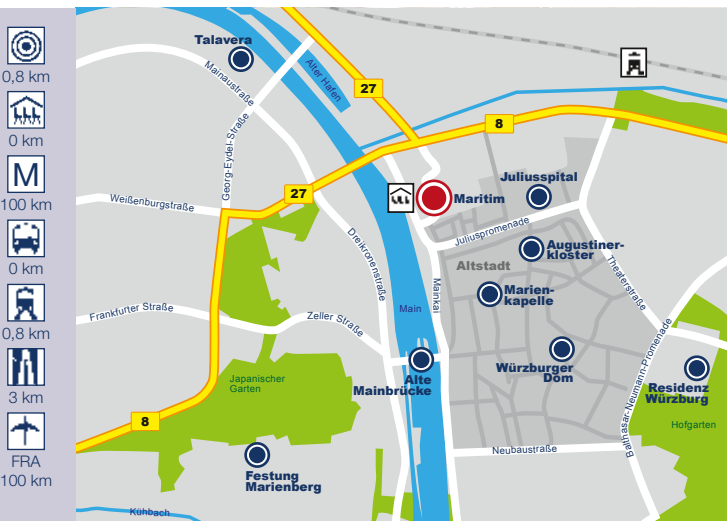 0,8 km
0 km
M
100 km
0 km
0,8 km
3 km
FRA
100 km
Talavera
Mainaustraße
Alter Hafen
27
8
Georg-Eydel-Straße
Weißenburgstraße
27
Maritim
Juliusspital
Juliuspromenade
Augustiner-
kloster
Dreikronenstraße
Altstadt
Theaterstraße
Mainkai
Marien-
kapelle
Main
Frankfurter Straße
Zeller Straße
Würzburger
Dom
Alte
Mainbrücke
Balthasar-Neumann-Promenade
Residenz
Würzburg
Japanischer
Garten
8
Hofgarten
Neubaustraße
Festung
Marienberg
Kühbach